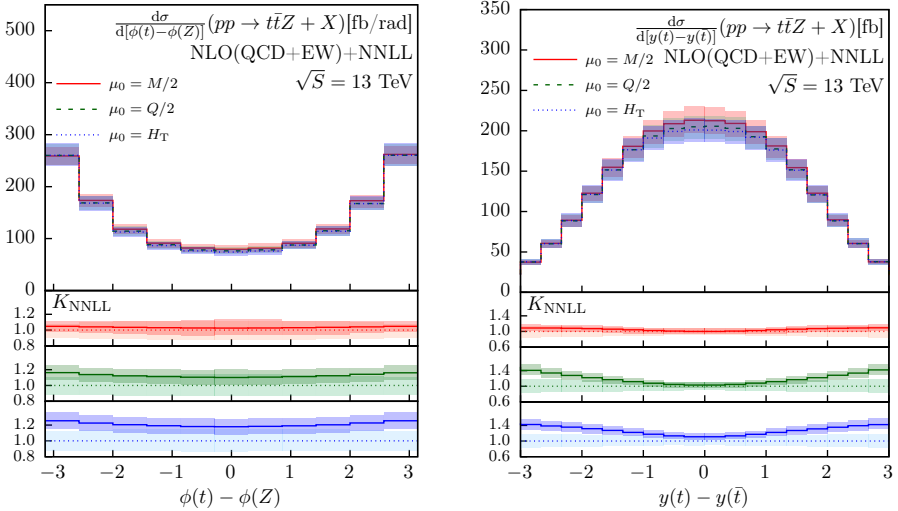 dσ/d[ϕ(t)−ϕ(Z)] (pp → tt̄Z + X)[fb/rad]
NLO(QCD+EW)+NNLL
√S = 13 TeV
μ₀ = M/2
μ₀ = Q/2
μ₀ = H_T
500
400
300
200
100
0
K_NNLL
1.2
1.0
0.8
1.2
1.0
0.8
1.2
1.0
0.8
−3 −2 −1 0 1 2 3
ϕ(t) − ϕ(Z)
dσ/d[y(t)−y(t̄)] (pp → tt̄Z + X)[fb]
NLO(QCD+EW)+NNLL
√S = 13 TeV
μ₀ = M/2
μ₀ = Q/2
μ₀ = H_T
350
300
250
200
150
100
50
0
K_NNLL
1.4
1.0
0.6
1.4
1.0
0.6
1.4
1.0
0.6
−3 −2 −1 0 1 2 3
y(t) − y(t̄)